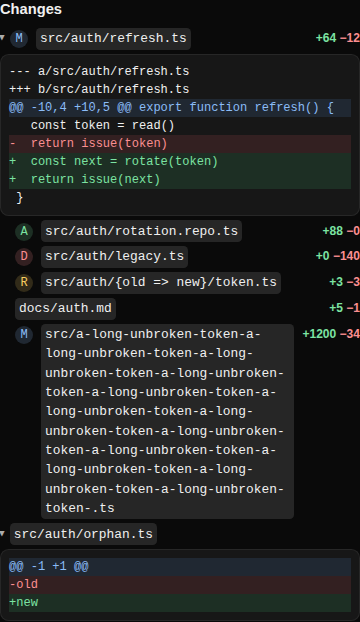 Changes
▾ M src/auth/refresh.ts +64 −12
--- a/src/auth/refresh.ts
+++ b/src/auth/refresh.ts
@@ -10,4 +10,5 @@ export function refresh() {
   const token = read()
-  return issue(token)
+  const next = rotate(token)
+  return issue(next)
 }
A src/auth/rotation.repo.ts +88 −0
D src/auth/legacy.ts +0 −140
R src/auth/{old => new}/token.ts +3 −3
docs/auth.md +5 −1
M src/a-long-unbroken-token-a- +1200 −34
long-unbroken-token-a-long-
unbroken-token-a-long-unbroken-
token-a-long-unbroken-token-a-
long-unbroken-token-a-long-
unbroken-token-a-long-unbroken-
token-a-long-unbroken-token-a-
long-unbroken-token-a-long-
unbroken-token-a-long-unbroken-
token-.ts
▾ src/auth/orphan.ts
@@ -1 +1 @@
-old
+new